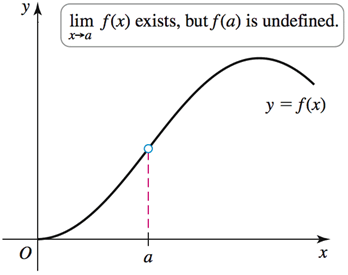 y
lim f(x) exists, but f(a) is undefined.
x→a
y = f(x)
O
a
x